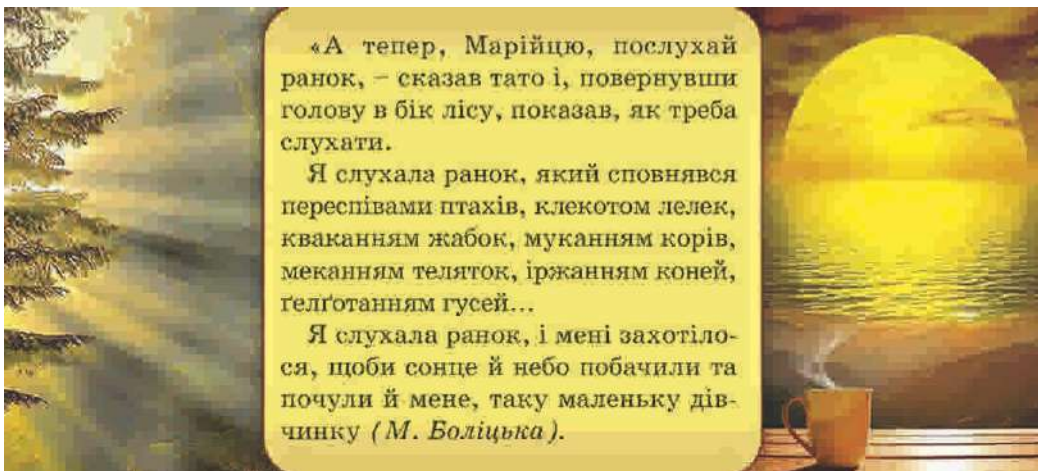 «А тепер, Марійцю, послухай
ранок, – сказав тато і, повернувши
голову в бік лісу, показав, як треба
слухати.
Я слухала ранок, який сповнявся
переспівами птахів, клекотом лелек,
кваканням жабок, муканням корів,
меканням теляток, іржанням коней,
ґелґотанням гусей...
Я слухала ранок, і мені захотіло-
ся, щоби сонце й небо побачили та
почули й мене, таку маленьку дів-
чинку (М. Боліцька).